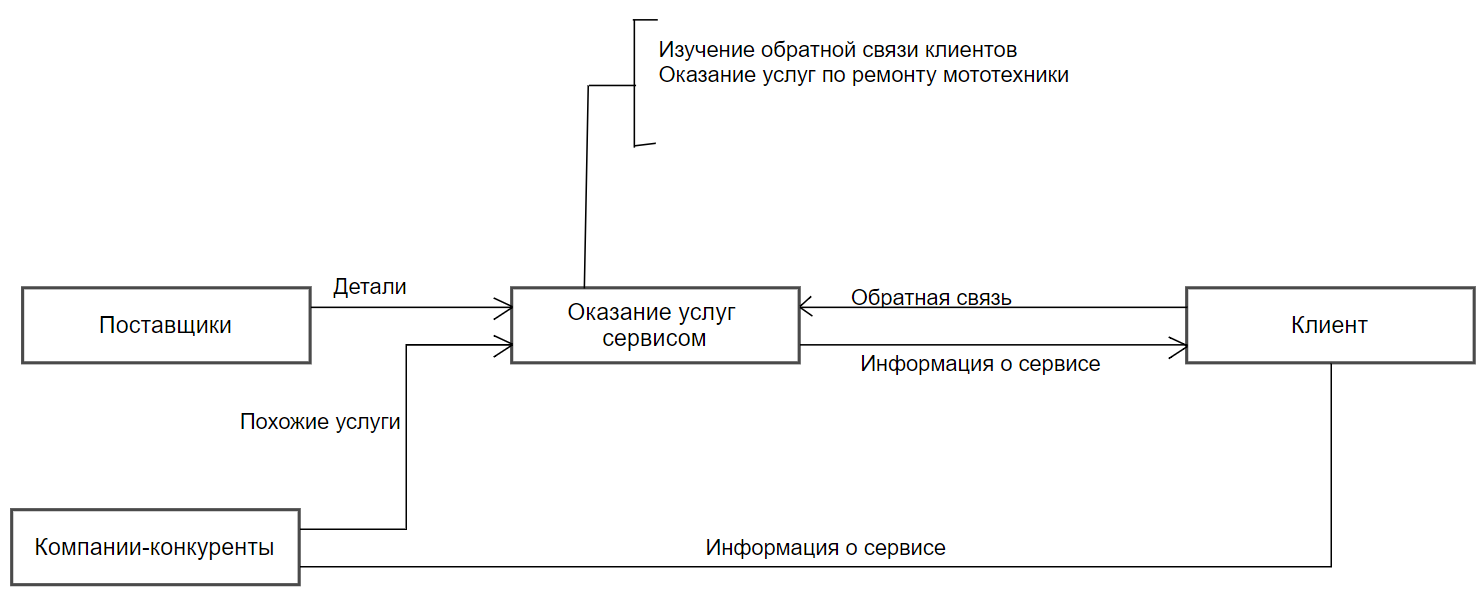 Изучение обратной связи клиентов
Оказание услуг по ремонту мототехники
Детали
Обратная связь
Поставщики
Оказание услуг
сервисом
Клиент
Информация о сервисе
Похожие услуги
Компании-конкуренты
Информация о сервисе